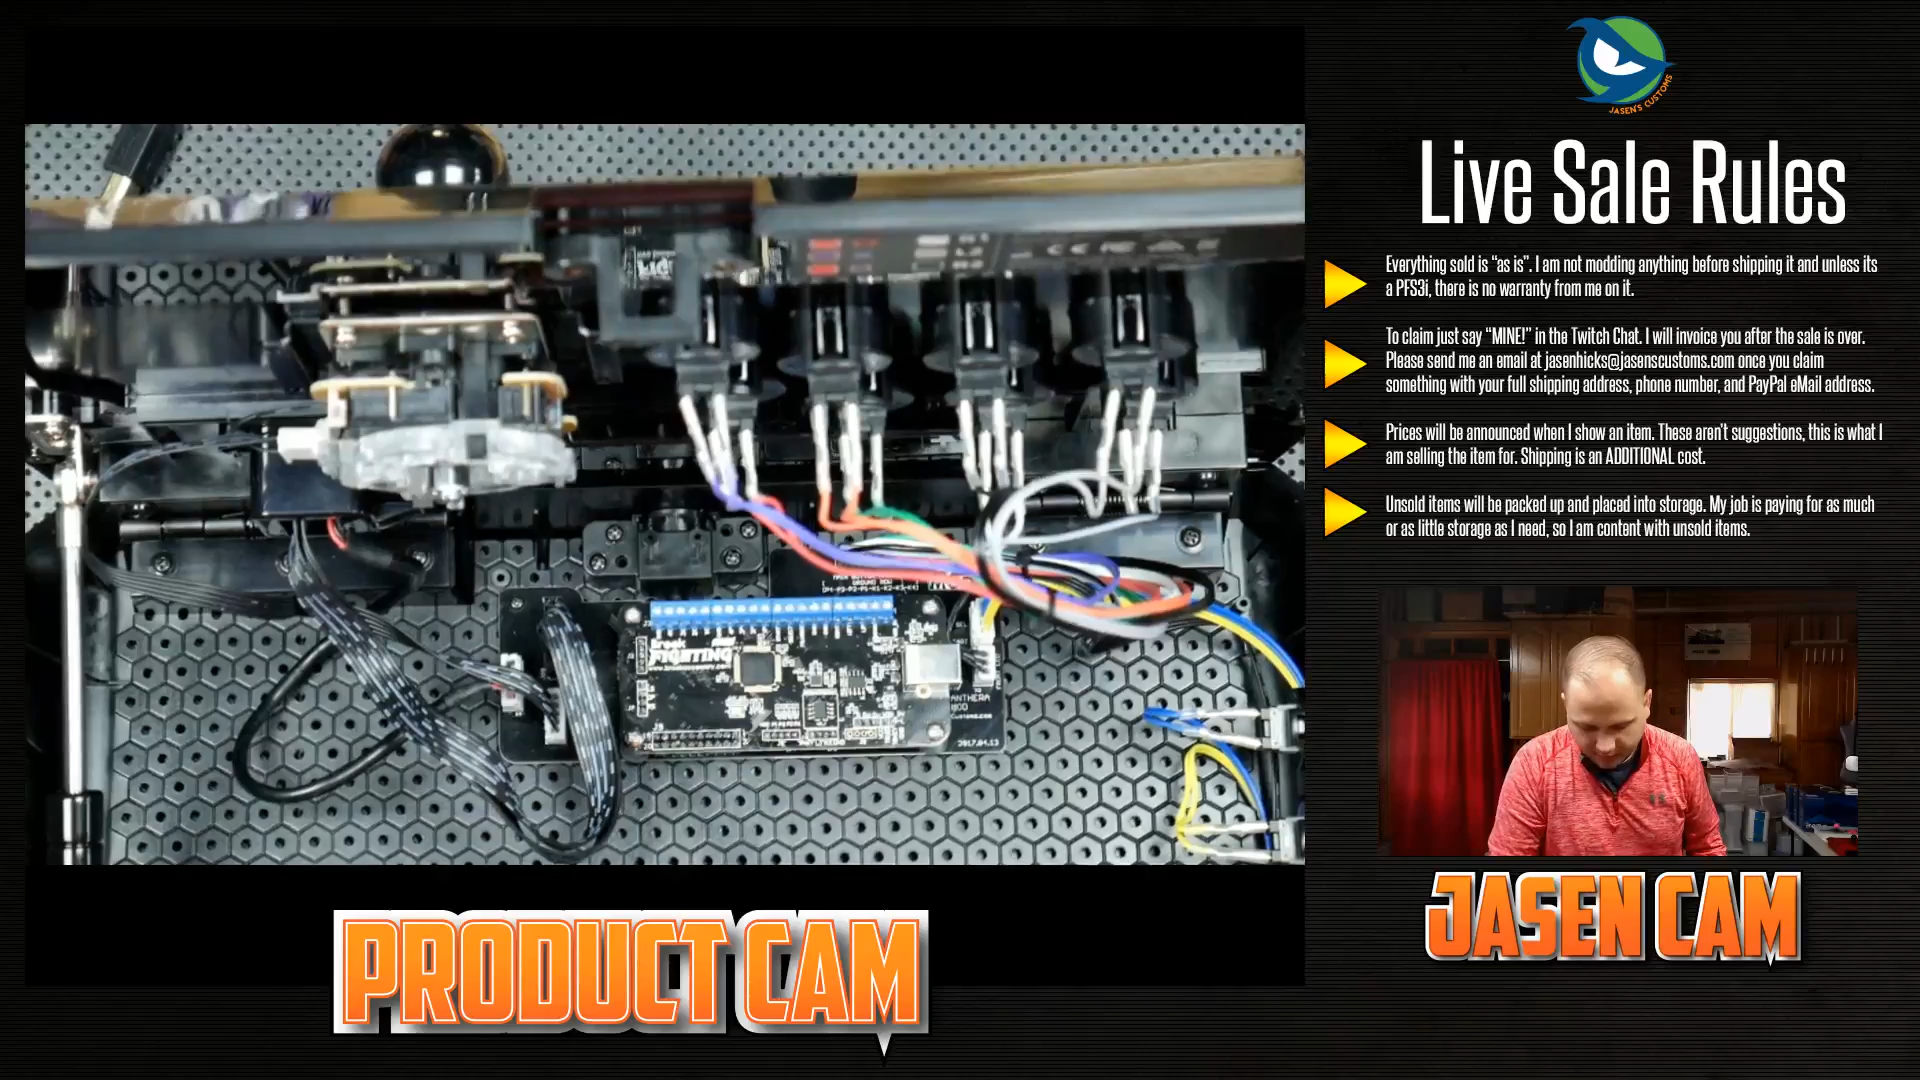 JASEN'S CUSTOMS
Live Sale Rules
Everything sold is “as is”. I am not modding anything before shipping it and unless its
a PFS3i, there is no warranty from me on it.
To claim just say “MINE!” in the Twitch Chat. I will invoice you after the sale is over.
Please send me an email at jasenhicks@jasenscustoms.com once you claim
something with your full shipping address, phone number, and PayPal eMail address.
Prices will be announced when I show an item. These aren't suggestions, this is what I
am selling the item for. Shipping is an ADDITIONAL cost.
Unsold items will be packed up and placed into storage. My job is paying for as much
or as little storage as I need, so I am content with unsold items.
GROUND ROW
Brook
FIGHTING
ANTHERA
MOD
2017.04.13
PRODUCT CAM
JASEN CAM